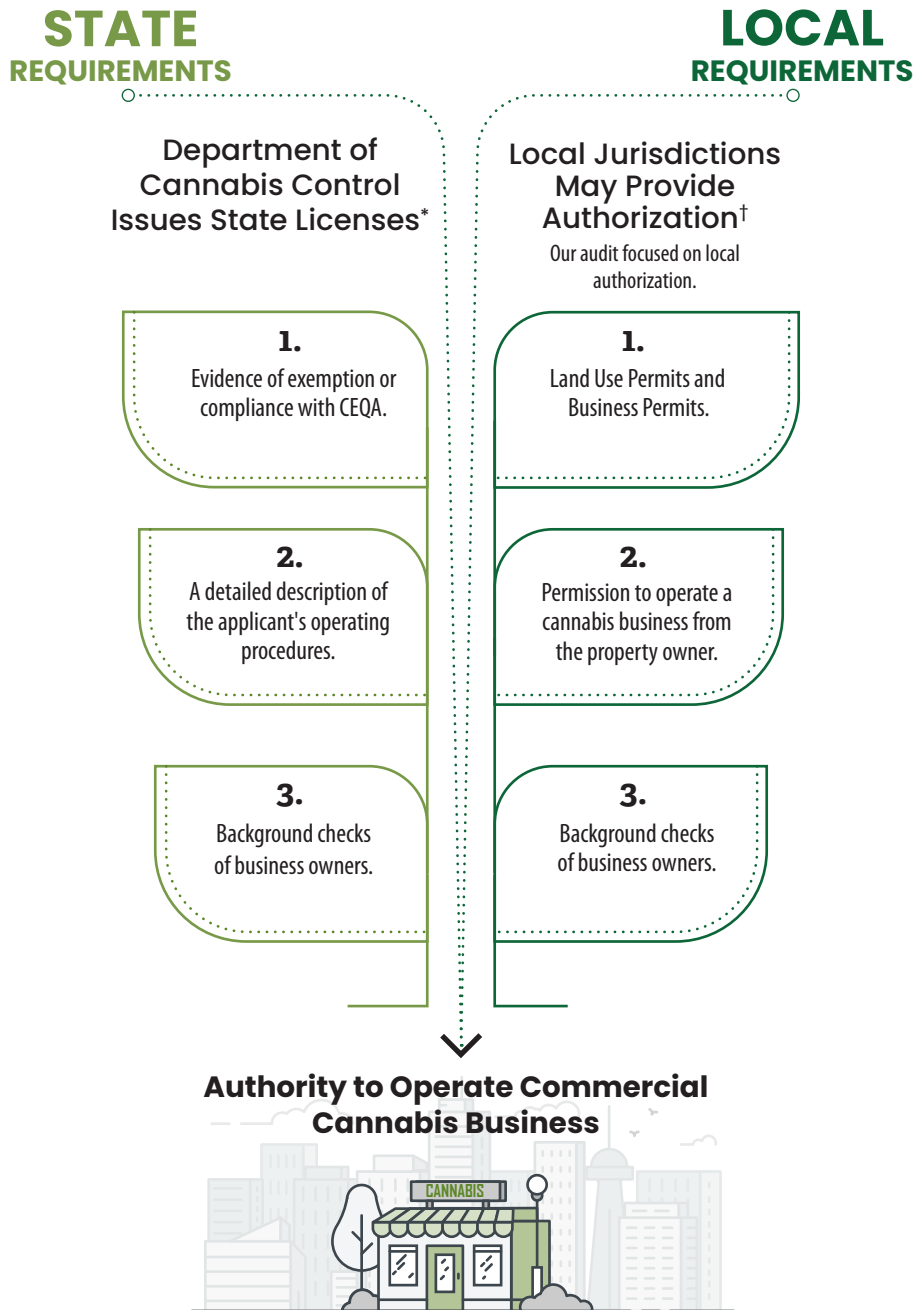 STATE
REQUIREMENTS
Department of
Cannabis Control
Issues State Licenses*
1.
Evidence of exemption or
compliance with CEQA.
2.
A detailed description of
the applicant's operating
procedures.
3.
Background checks
of business owners.
LOCAL
REQUIREMENTS
Local Jurisdictions
May Provide
Authorization†
Our audit focused on local
authorization.
1.
Land Use Permits and
Business Permits.
2.
Permission to operate a
cannabis business from
the property owner.
3.
Background checks
of business owners.
Authority to Operate Commercial
Cannabis Business
CANNABIS